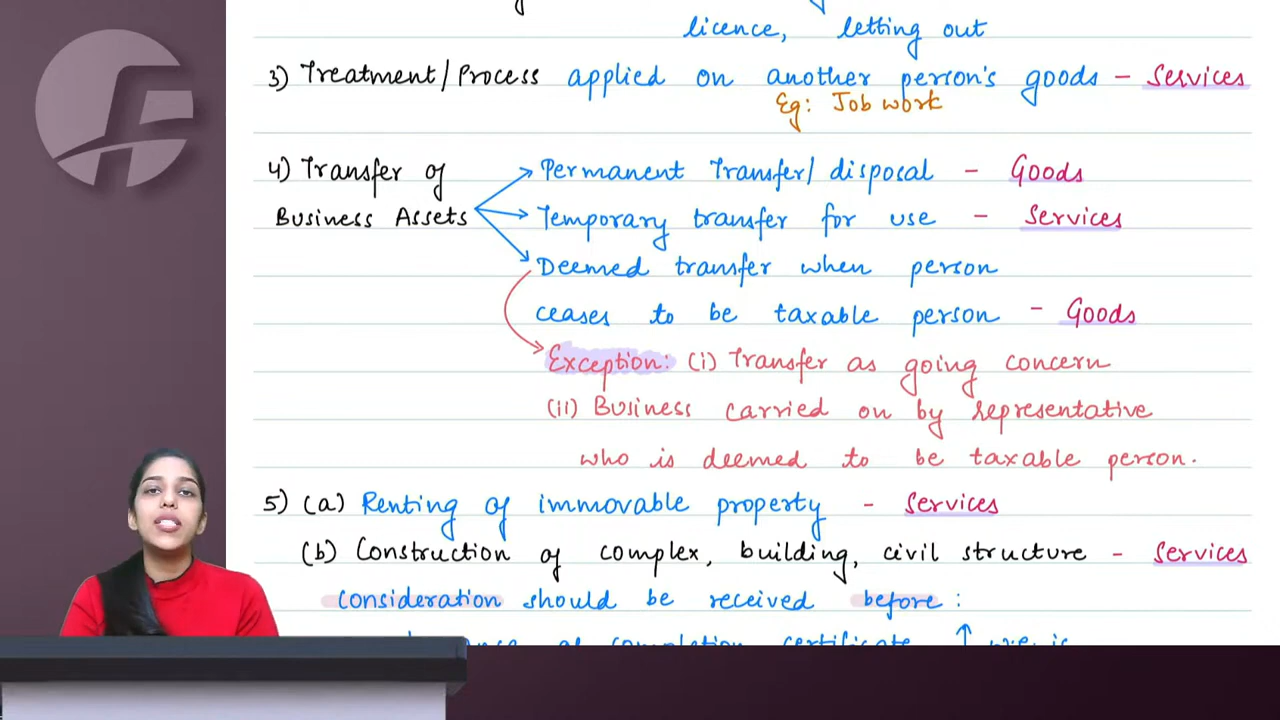 licence, letting out
3) Treatment/Process applied on another person's goods - Services
Eg: Job work
4) Transfer of Business Assets
Permanent Transfer/disposal - Goods
Temporary transfer for use - Services
Deemed transfer when person
ceases to be taxable person - Goods
Exception: (i) Transfer as going concern
(ii) Business carried on by representative
who is deemed to be taxable person.
5) (a) Renting of immovable property - Services
(b) Construction of complex, building, civil structure - Services
consideration should be received before:
completion certificate